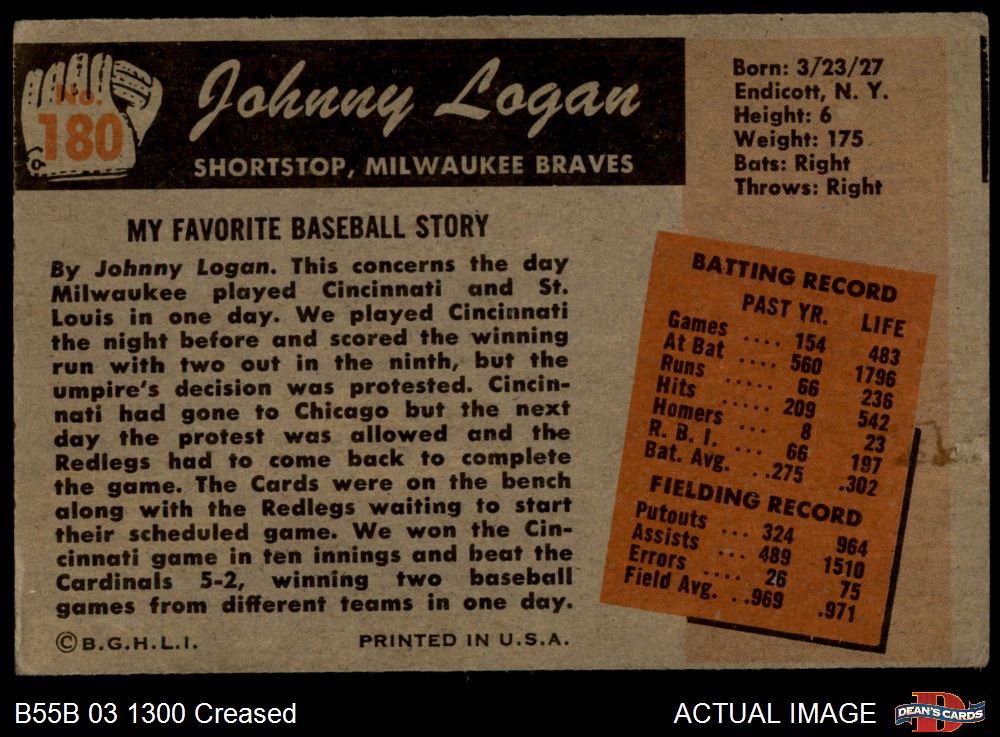 No.
180
Johnny Logan
SHORTSTOP, MILWAUKEE BRAVES
Born: 3/23/27
Endicott, N. Y.
Height: 6
Weight: 175
Bats: Right
Throws: Right
MY FAVORITE BASEBALL STORY
By Johnny Logan. This concerns the day
Milwaukee played Cincinnati and St.
Louis in one day. We played Cincinnati
the night before and scored the winning
run with two out in the ninth, but the
umpire's decision was protested. Cincin-
nati had gone to Chicago but the next
day the protest was allowed and the
Redlegs had to come back to complete
the game. The Cards were on the bench
along with the Redlegs waiting to start
their scheduled game. We won the Cin-
cinnati game in ten innings and beat the
Cardinals 5-2, winning two baseball
games from different teams in one day.
BATTING RECORD
PAST YR. LIFE
Games .... 154 483
At Bat .... 560 1796
Runs ..... 66 236
Hits ..... 209 542
Homers ... 8 23
R. B. I. ... 66 197
Bat. Avg. ..275 .302
FIELDING RECORD
Putouts ... 324 964
Assists ... 489 1510
Errors .... 26 75
Field Avg. ..969 .971
©B.G.H.L.I. PRINTED IN U.S.A.
B55B 03 1300 Creased
ACTUAL IMAGE
D
DEAN'S CARDS